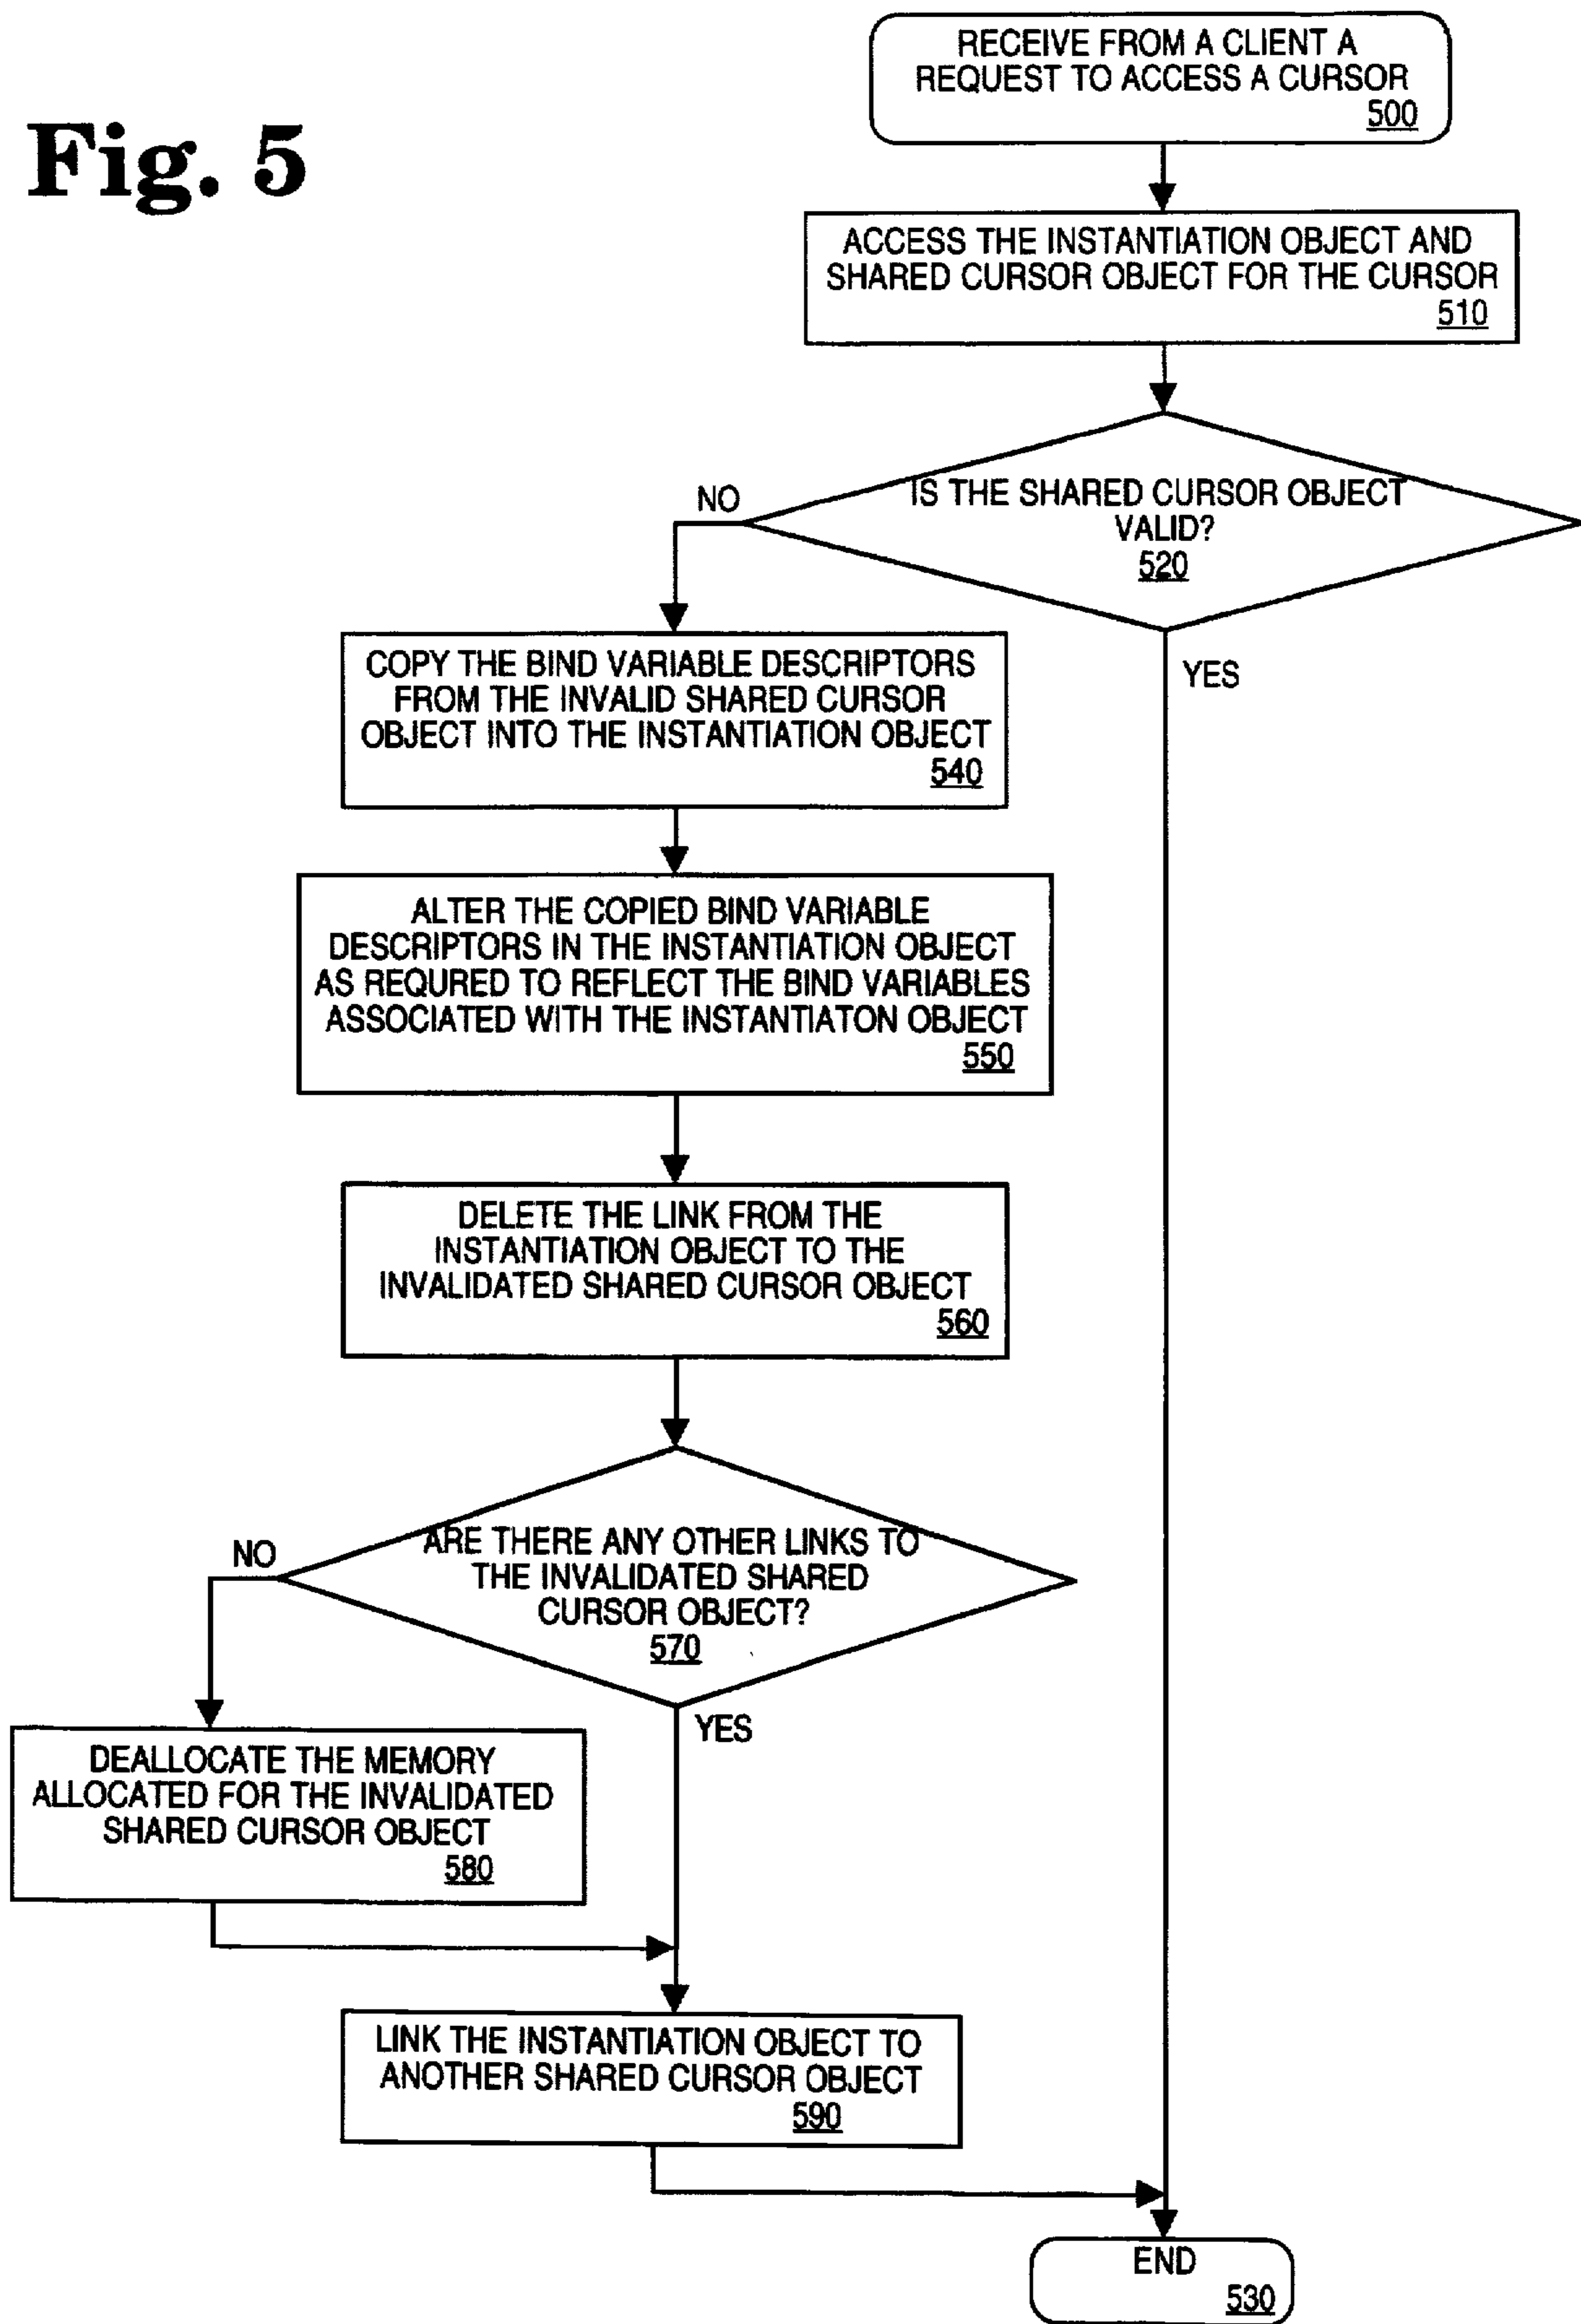 Fig. 5
RECEIVE FROM A CLIENT A
REQUEST TO ACCESS A CURSOR
500
ACCESS THE INSTANTIATION OBJECT AND
SHARED CURSOR OBJECT FOR THE CURSOR
510
IS THE SHARED CURSOR OBJECT
VALID?
520
NO
YES
COPY THE BIND VARIABLE DESCRIPTORS
FROM THE INVALID SHARED CURSOR
OBJECT INTO THE INSTANTIATION OBJECT
540
ALTER THE COPIED BIND VARIABLE
DESCRIPTORS IN THE INSTANTIATION OBJECT
AS REQURED TO REFLECT THE BIND VARIABLES
ASSOCIATED WITH THE INSTANTIATON OBJECT
550
DELETE THE LINK FROM THE
INSTANTIATION OBJECT TO THE
INVALIDATED SHARED CURSOR OBJECT
560
ARE THERE ANY OTHER LINKS TO
THE INVALIDATED SHARED
CURSOR OBJECT?
570
NO
YES
DEALLOCATE THE MEMORY
ALLOCATED FOR THE INVALIDATED
SHARED CURSOR OBJECT
580
LINK THE INSTANTIATION OBJECT TO
ANOTHER SHARED CURSOR OBJECT
590
END
530